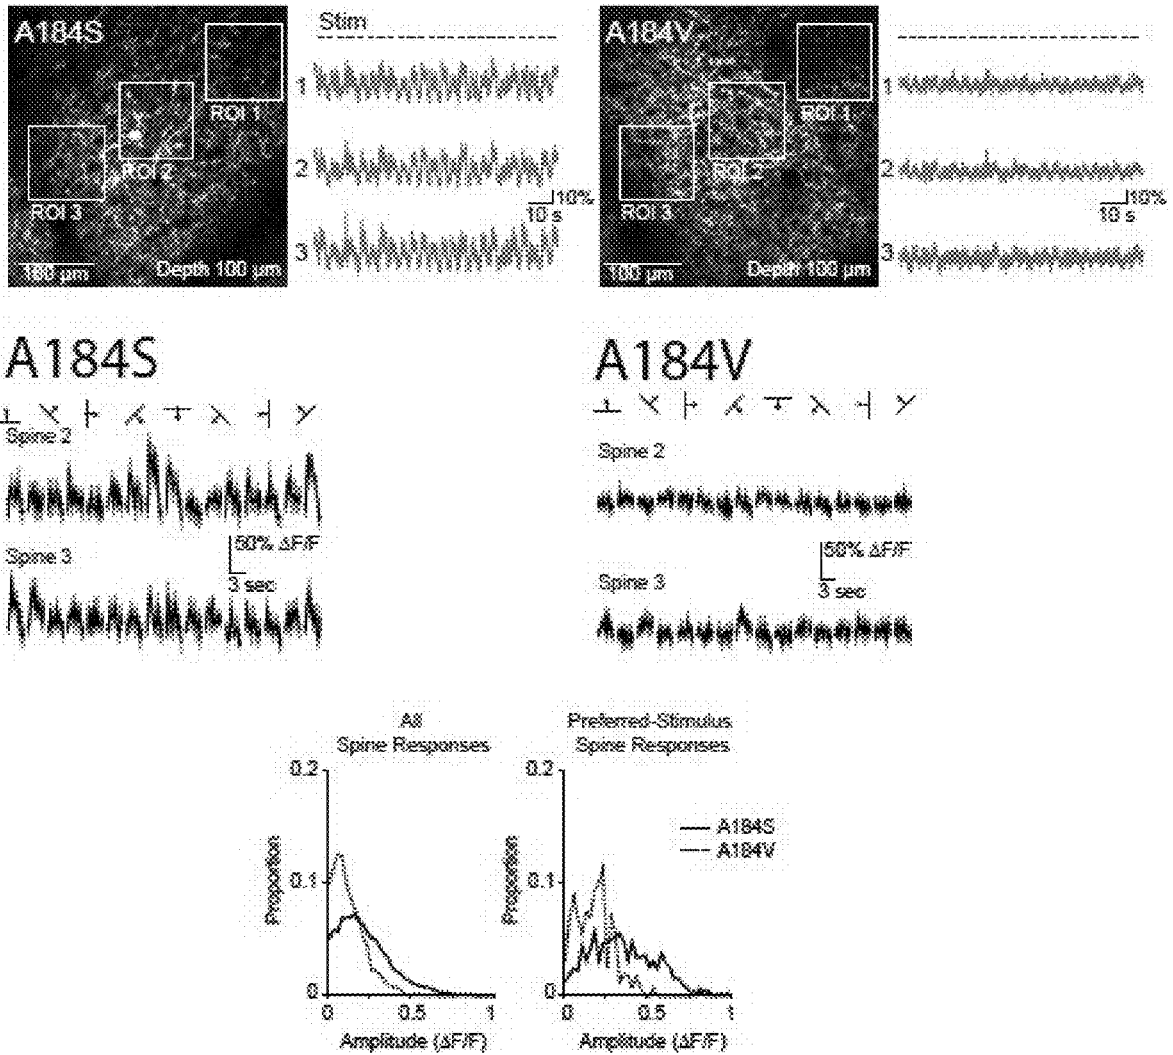 A184S
Stim
1
2
3
10%
10 s
ROI 1
ROI 2
ROI 3
100 µm
Depth 100 µm
A184V
1
2
3
10%
10 s
ROI 1
ROI 2
ROI 3
100 µm
Depth 100 µm
A184S
Spine 2
50% ΔF/F
3 sec
Spine 3
A184V
Spine 2
50% ΔF/F
3 sec
Spine 3
All
Spine Responses
0.2
0.1
0
Proportion
0
0.5
1
Amplitude (ΔF/F)
Preferred-Stimulus
Spine Responses
0.2
0.1
0
Proportion
0
0.5
1
Amplitude (ΔF/F)
A184S
A184V